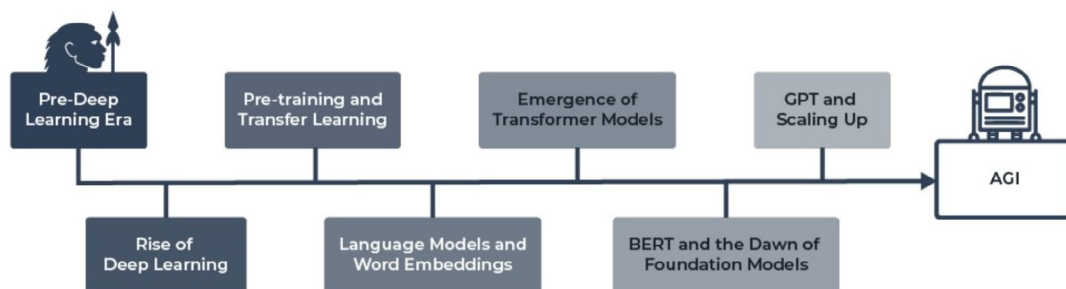 Pre-Deep
Learning Era
Pre-training and
Transfer Learning
Emergence of
Transformer Models
GPT and
Scaling Up
AGI
Rise of
Deep Learning
Language Models and
Word Embeddings
BERT and the Dawn of
Foundation Models